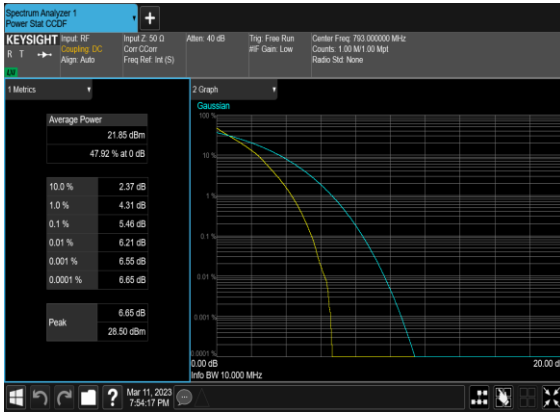 Spectrum Analyzer 1
Power Stat CCDF
KEYSIGHT
R T
LV
Input: RF
Coupling: DC
Align: Auto
Input Z: 50 Ω
Corr CCorr
Freq Ref: Int (S)
Atten: 40 dB
Trig: Free Run
#IF Gain: Low
Center Freq: 793.000000 MHz
Counts: 1.00 M/1.00 Mpt
Radio Std: None
1 Metrics
Average Power
21.85 dBm
47.92 % at 0 dB
10.0 % 2.37 dB
1.0 % 4.31 dB
0.1 % 5.46 dB
0.01 % 6.21 dB
0.001 % 6.55 dB
0.0001 % 6.65 dB
Peak
6.65 dB
28.50 dBm
2 Graph
Gaussian
100 %
10 %
1 %
0.1 %
0.01 %
0.001 %
0.0001 %
0.00 dB
20.00 d
Info BW 10.000 MHz
?
Mar 11, 2023
7:54:17 PM